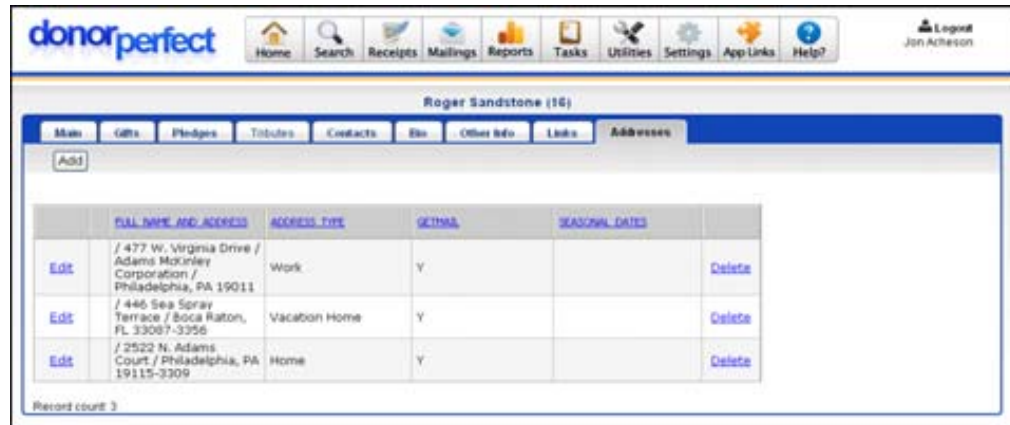 donorperfect
Home Search Receipts Mailings Reports Tasks Utilities Settings App Links Help?
Logout
Jon Acheson
Roger Sandstone (16)
Main Gifts Pledges Tributes Contacts Bio Other Info Links Addresses
Add
FULL NAME AND ADDRESS ADDRESS TYPE GETMAIL SEASONAL DATES
Edit / 477 W. Virginia Drive / Work Y Delete
Adams McKinley
Corporation /
Philadelphia, PA 19011
Edit / 446 Sea Spray Vacation Home Y Delete
Terrace / Boca Raton,
FL 33087-3356
Edit / 2522 N. Adams Home Y Delete
Court / Philadelphia, PA
19115-3309
Record count: 3